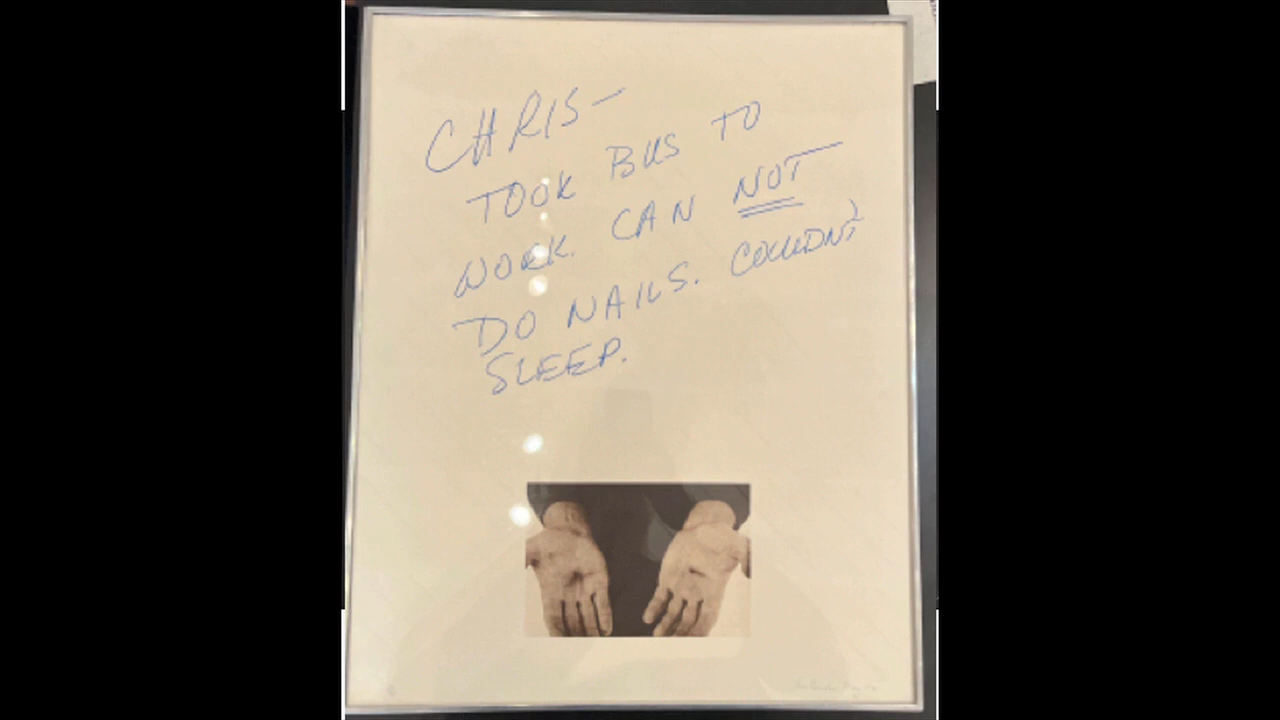 CHRIS—
TOOK BUS TO
WORK. CAN NOT
DO NAILS. COULDN'T
SLEEP.